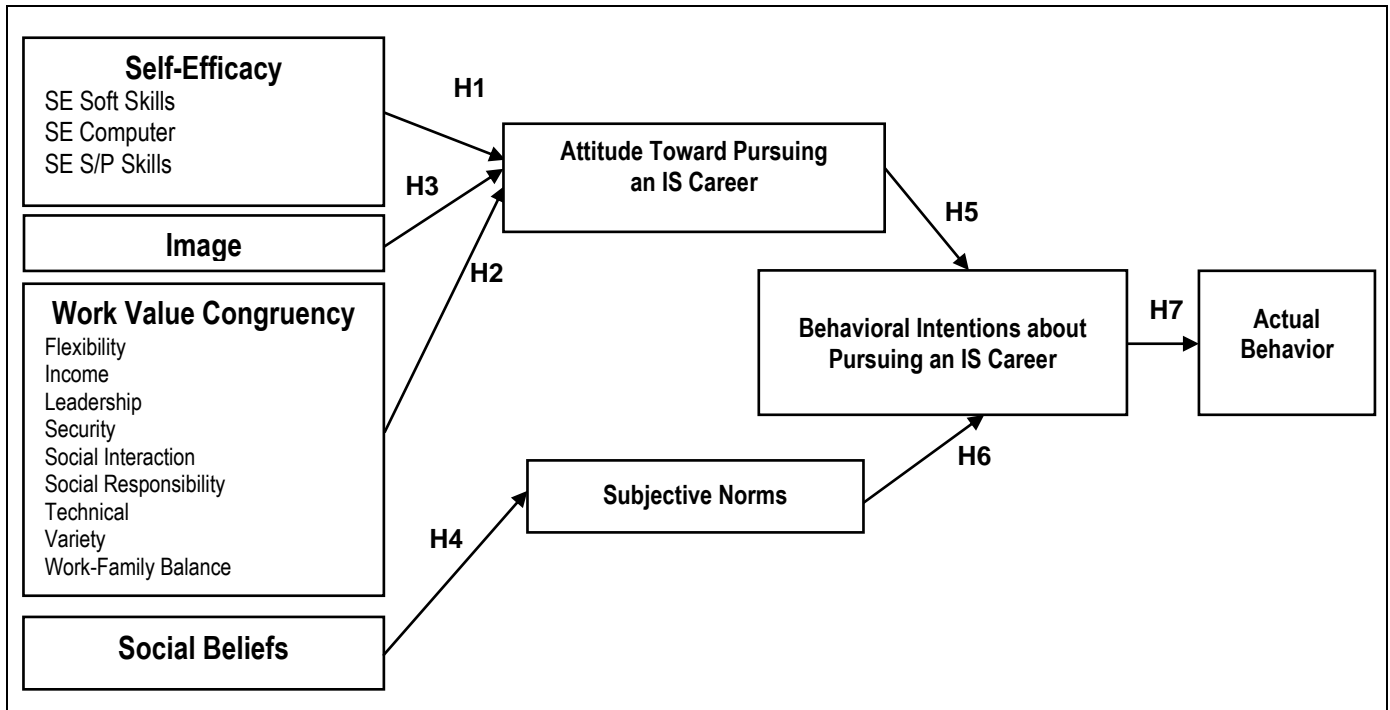 Self-Efficacy
SE Soft Skills
SE Computer
SE S/P Skills
Image
Work Value Congruency
Flexibility
Income
Leadership
Security
Social Interaction
Social Responsibility
Technical
Variety
Work-Family Balance
Social Beliefs
H1
H3
H2
H4
Attitude Toward Pursuing
an IS Career
Subjective Norms
H5
H6
Behavioral Intentions about
Pursuing an IS Career
H7
Actual
Behavior